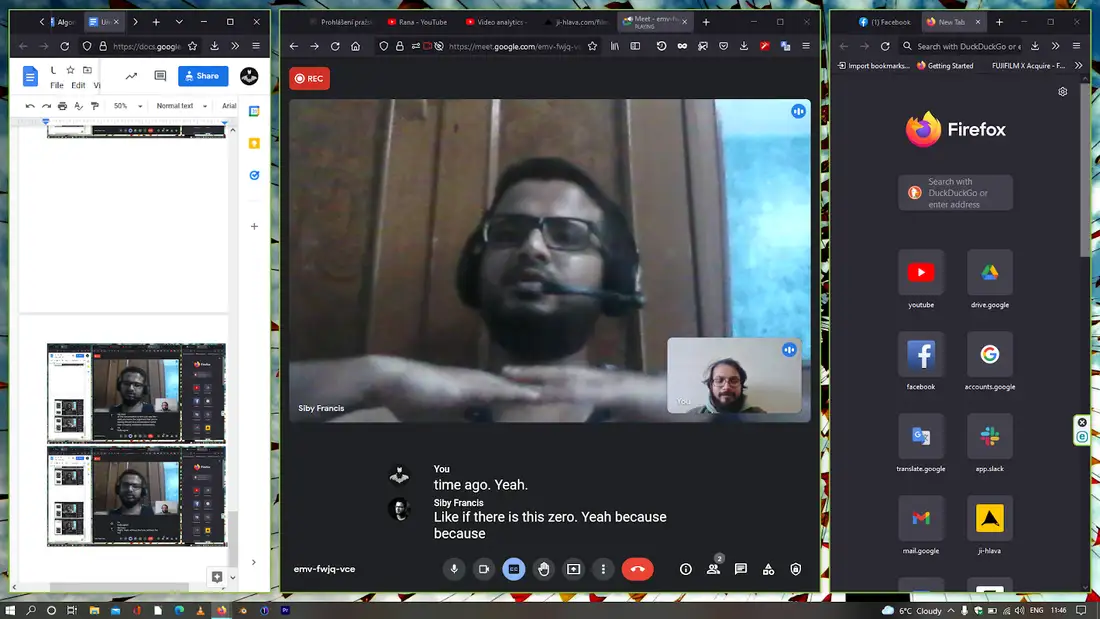 Algor
https://docs.google
File Edit Vi
Share
50%
Normal text
Arial
Prohlášení praž
Rana - YouTube
Video analytics -
ji-hlava.com/film
Meet - emv-f
PLAYING
https://meet.google.com/emv-fwjq-vc
REC
Siby Francis
You
You
time ago. Yeah.
Siby Francis
Like if there is this zero. Yeah because
because
emv-fwjq-vce
2
(1) Facebook
New Tab
Search with DuckDuckGo or e
Import bookmarks...
Getting Started
FUJIFILM X Acquire - F...
Firefox
Search with
DuckDuckGo or
enter address
youtube
drive.google
facebook
accounts.google
translate.google
app.slack
mail.google
ji-hlava
6°C Cloudy
ENG
11:46